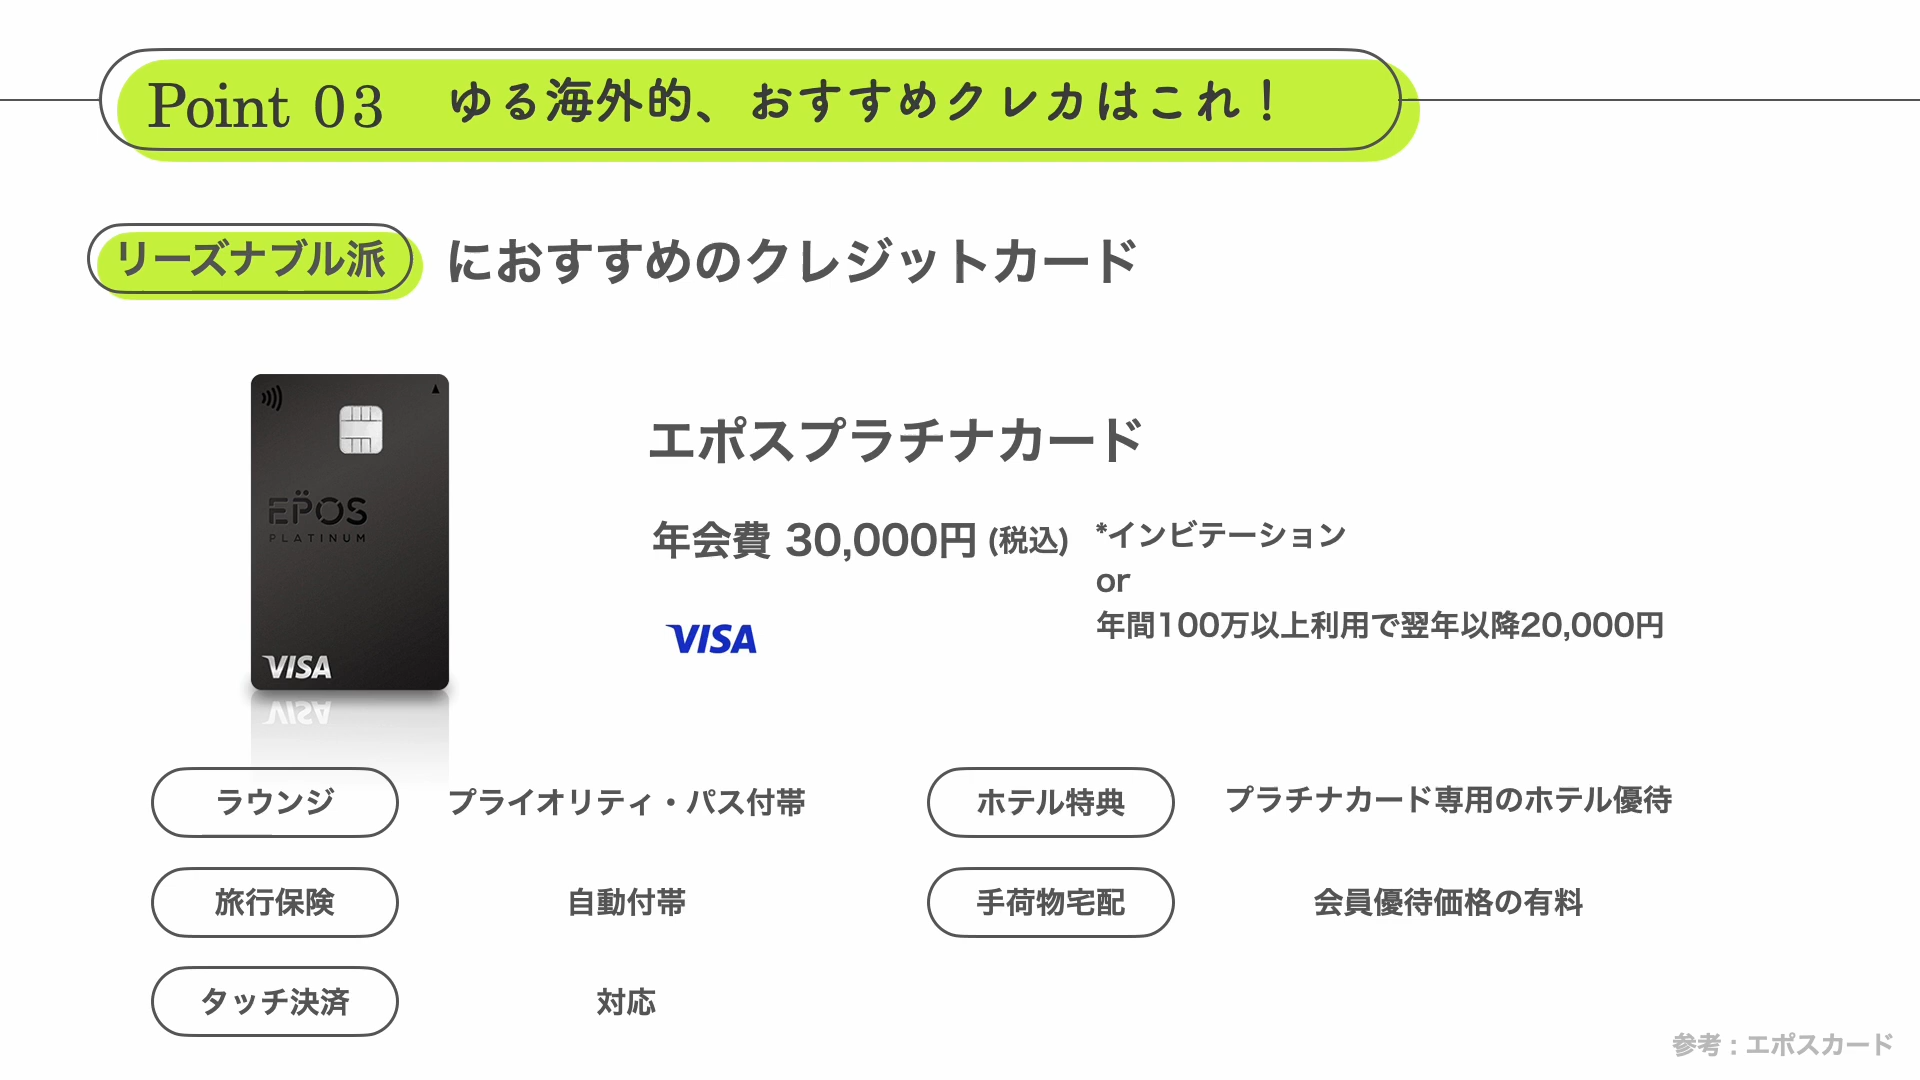 Point 03 ゆる海外的、おすすめクレカはこれ！
リーズナブル派 におすすめのクレジットカード
EPOS
PLATINUM
VISA
エポスプラチナカード
年会費 30,000円 (税込) *インビテーション
or
年間100万以上利用で翌年以降20,000円
VISA
ラウンジ プライオリティ・パス付帯
ホテル特典 プラチナカード専用のホテル優待
旅行保険 自動付帯
手荷物宅配 会員優待価格の有料
タッチ決済 対応
参考：エポスカード